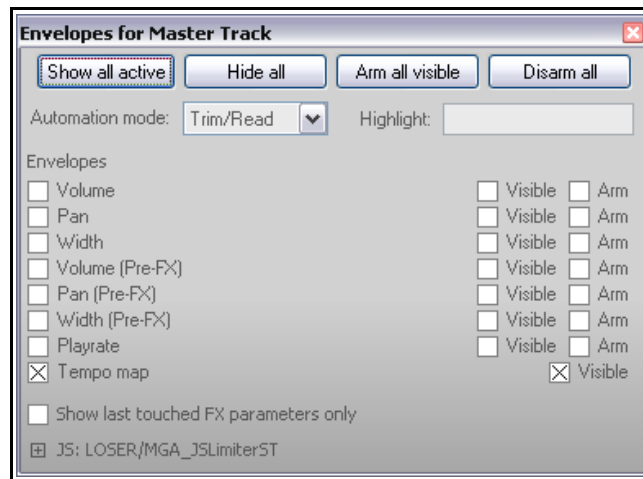 Envelopes for Master Track
Show all active Hide all Arm all visible Disarm all
Automation mode: Trim/Read Highlight:
Envelopes
Volume Visible Arm
Pan Visible Arm
Width Visible Arm
Volume (Pre-FX) Visible Arm
Pan (Pre-FX) Visible Arm
Width (Pre-FX) Visible Arm
Playrate Visible Arm
Tempo map Visible
Show last touched FX parameters only
JS: LOSER/MGA_JSLimiterST